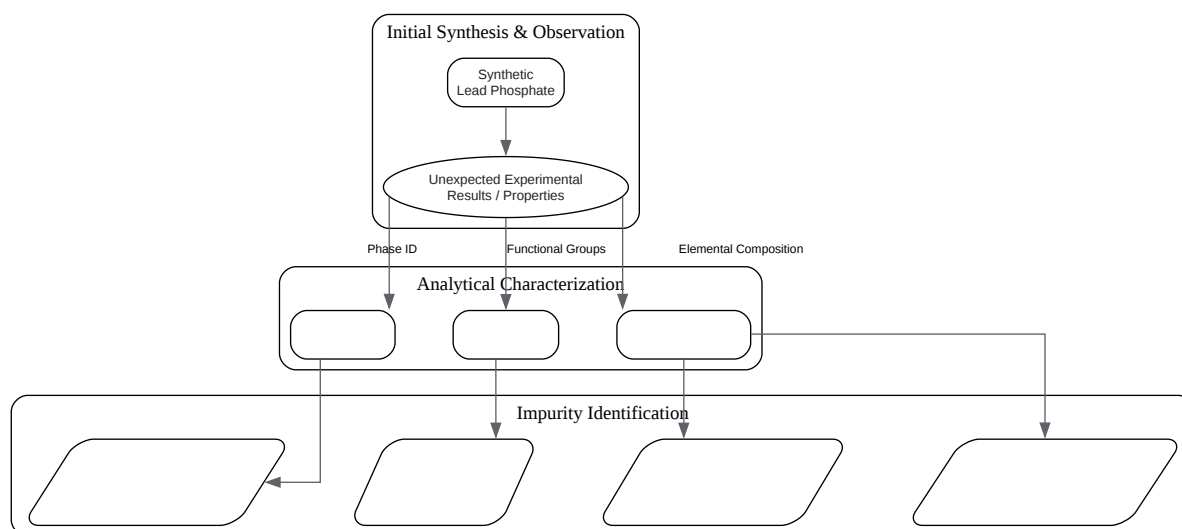 Initial Synthesis & Observation
Synthetic
Lead Phosphate
Unexpected Experimental
Results / Properties
Phase ID
Functional Groups
Elemental Composition
Analytical Characterization
Impurity Identification